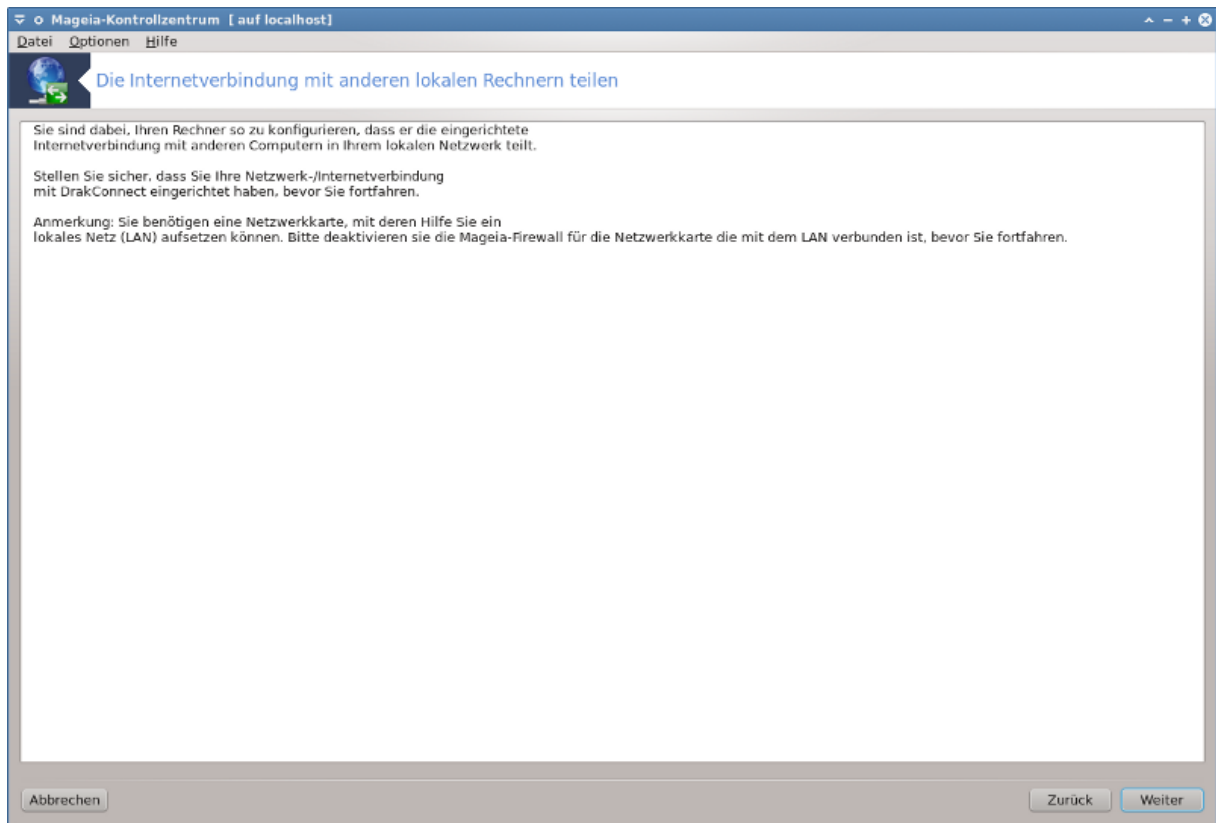 Mageia-Kontrollzentrum [ auf localhost]
Datei Optionen Hilfe
Die Internetverbindung mit anderen lokalen Rechnern teilen
Sie sind dabei, Ihren Rechner so zu konfigurieren, dass er die eingerichtete
Internetverbindung mit anderen Computern in Ihrem lokalen Netzwerk teilt.
Stellen Sie sicher, dass Sie Ihre Netzwerk-/Internetverbindung
mit DrakConnect eingerichtet haben, bevor Sie fortfahren.
Anmerkung: Sie benötigen eine Netzwerkkarte, mit deren Hilfe Sie ein
lokales Netz (LAN) aufsetzen können. Bitte deaktivieren sie die Mageia-Firewall für die Netzwerkkarte die mit dem LAN verbunden ist, bevor Sie fortfahren.
Abbrechen Zurück Weiter